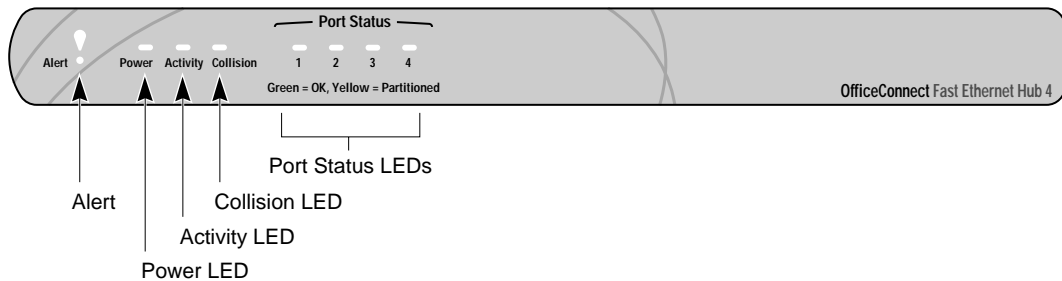 Port Status
Alert Power Activity Collision 1 2 3 4
Green = OK, Yellow = Partitioned
OfficeConnect Fast Ethernet Hub 4
Port Status LEDs
Alert Collision LED
Activity LED
Power LED